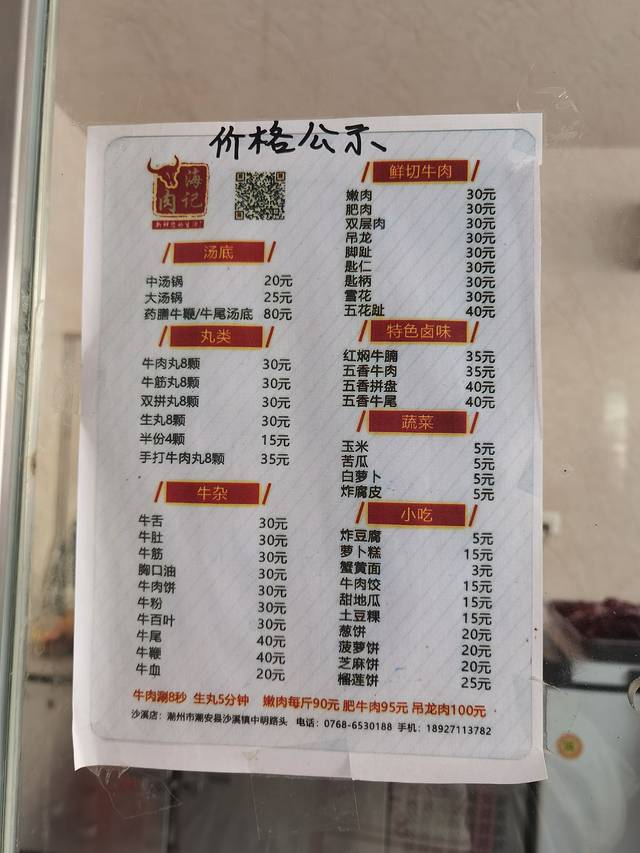 价格公示
海记
肉
汤底
中汤锅 20元
大汤锅 25元
药膳牛鞭/牛尾汤底 80元
丸类
牛肉丸8颗 30元
牛筋丸8颗 30元
双拼丸8颗 30元
生丸8颗 30元
半份4颗 15元
手打牛肉丸8颗 35元
牛杂
牛舌 30元
牛肚 30元
牛筋 30元
胸口油 30元
牛肉饼 30元
牛粉 30元
牛百叶 30元
牛尾 40元
牛鞭 40元
牛血 20元
鲜切牛肉
嫩肉 30元
肥肉 30元
双层肉 30元
吊龙 30元
脚趾 30元
匙仁 30元
匙柄 30元
雪花 30元
五花趾 40元
特色卤味
红焖牛腩 35元
五香牛肉 35元
五香拼盘 40元
五香牛尾 40元
蔬菜
玉米 5元
苦瓜 5元
白萝卜 5元
炸腐皮 5元
小吃
炸豆腐 5元
萝卜糕 15元
蟹黄面 3元
牛肉饺 15元
甜地瓜 15元
土豆粿 15元
葱饼 20元
菠萝饼 20元
芝麻饼 20元
榴莲饼 25元
牛肉涮8秒 生丸5分钟 嫩肉每斤90元 肥牛肉95元 吊龙肉100元
沙溪店：潮州市潮安县沙溪镇中明路头 电话：0768-6530188 手机：18927113782